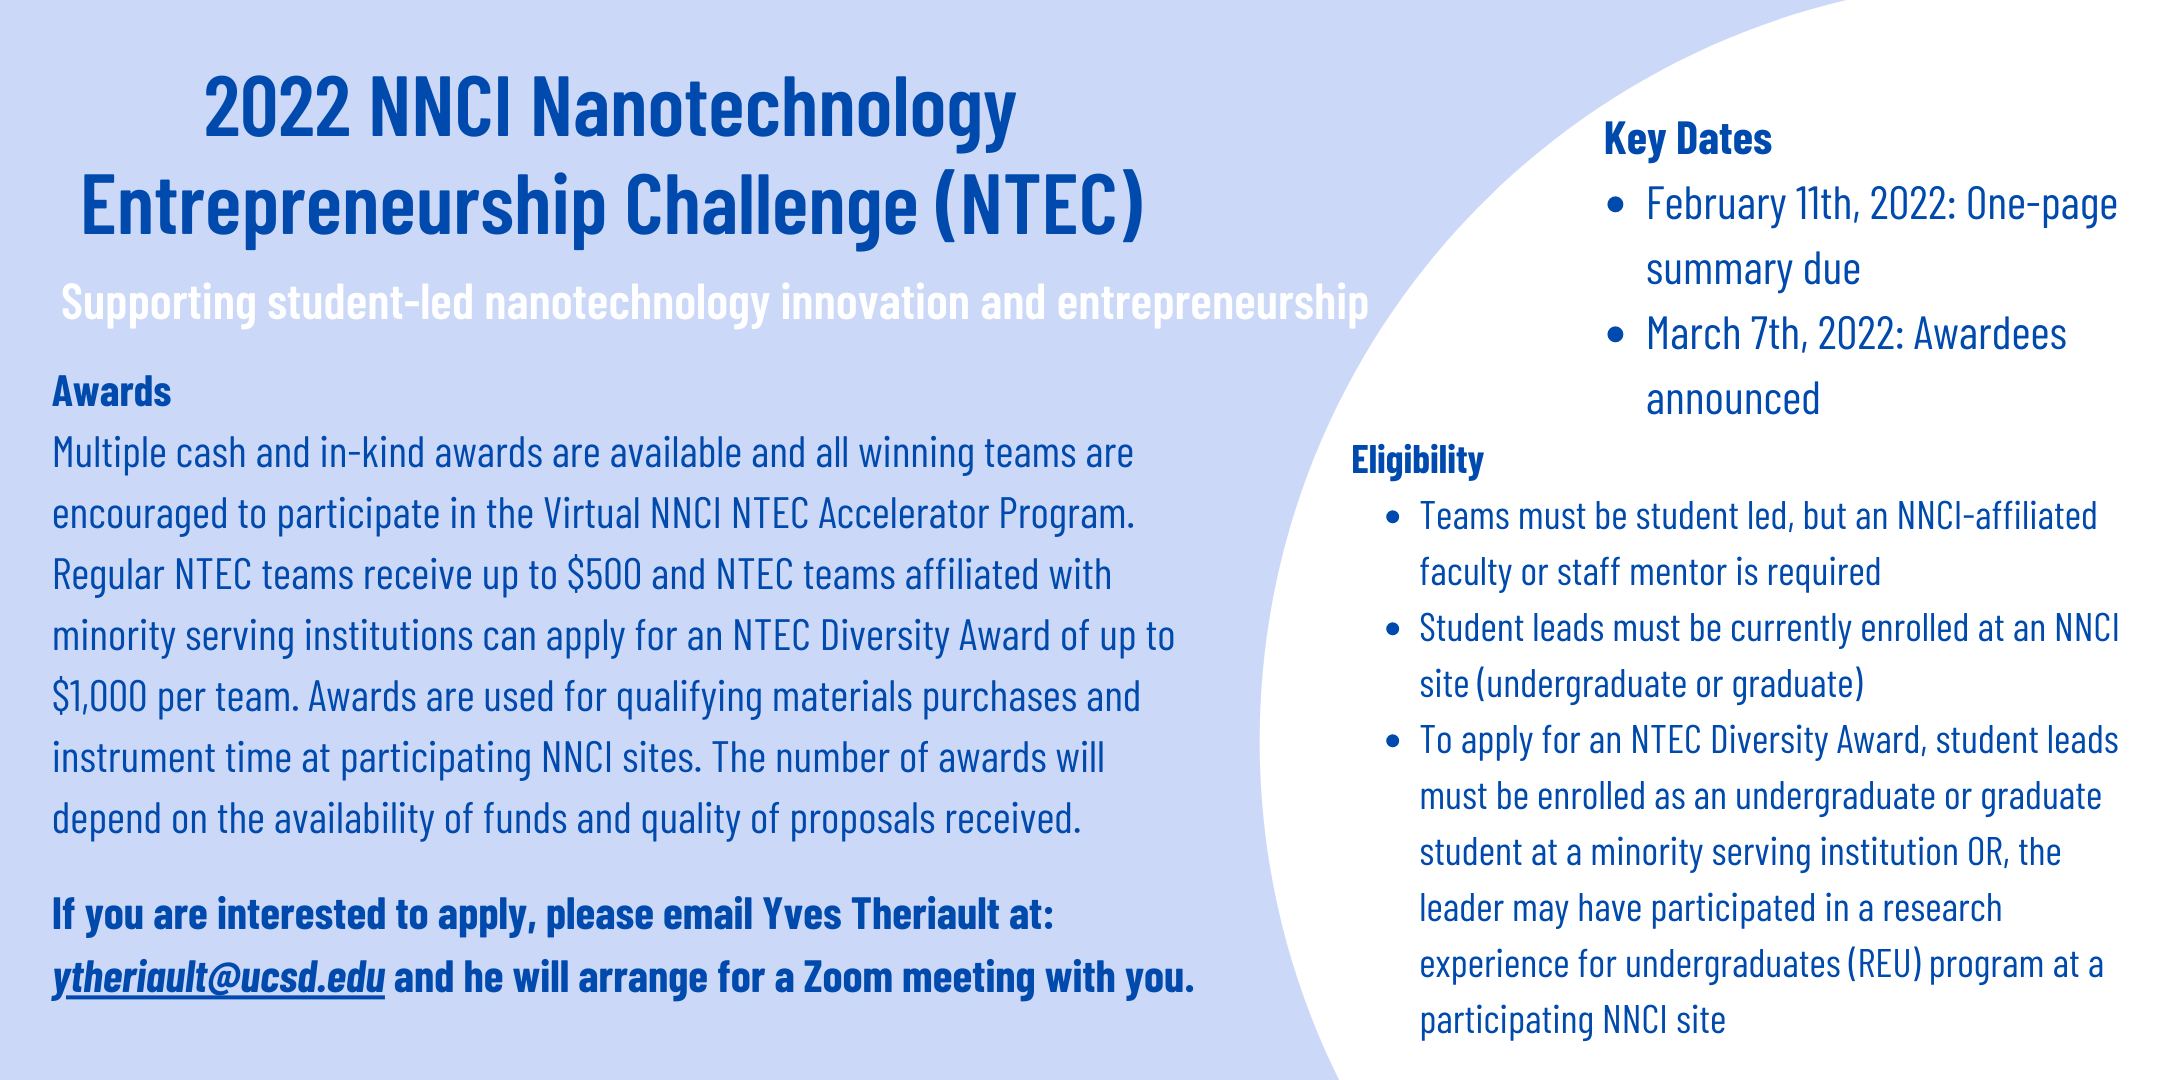 2022 NNCI Nanotechnology
Entrepreneurship Challenge (NTEC)
Supporting student-led nanotechnology innovation and entrepreneurship
Awards
Multiple cash and in-kind awards are available and all winning teams are
encouraged to participate in the Virtual NNCI NTEC Accelerator Program.
Regular NTEC teams receive up to $500 and NTEC teams affiliated with
minority serving institutions can apply for an NTEC Diversity Award of up to
$1,000 per team. Awards are used for qualifying materials purchases and
instrument time at participating NNCI sites. The number of awards will
depend on the availability of funds and quality of proposals received.
If you are interested to apply, please email Yves Theriault at:
ytheriault@ucsd.edu and he will arrange for a Zoom meeting with you.
Key Dates
• February 11th, 2022: One-page
summary due
• March 7th, 2022: Awardees
announced
Eligibility
• Teams must be student led, but an NNCI-affiliated
faculty or staff mentor is required
• Student leads must be currently enrolled at an NNCI
site (undergraduate or graduate)
• To apply for an NTEC Diversity Award, student leads
must be enrolled as an undergraduate or graduate
student at a minority serving institution OR, the
leader may have participated in a research
experience for undergraduates (REU) program at a
participating NNCI site